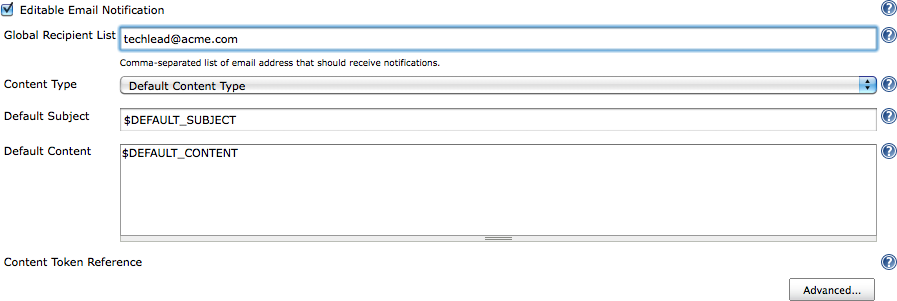 Editable Email Notification
Global Recipient List techlead@acme.com
Comma-separated list of email address that should receive notifications.
Content Type Default Content Type
Default Subject $DEFAULT_SUBJECT
Default Content $DEFAULT_CONTENT
Content Token Reference
Advanced...